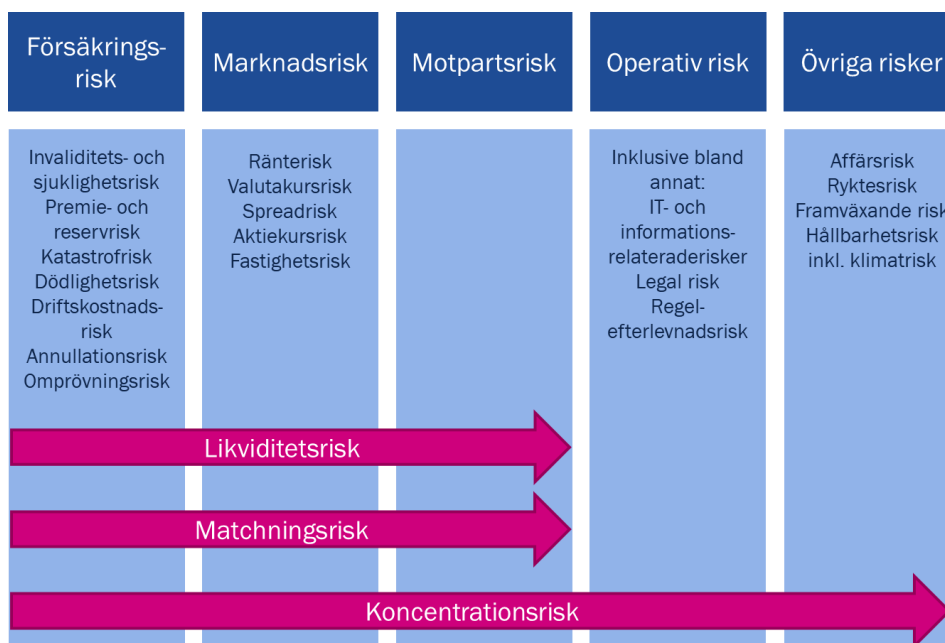 Försäkrings-
risk
Marknadsrisk
Motpartsrisk
Operativ risk
Övriga risker
Invaliditets- och
sjuklighetsrisk
Premie- och
reservrisk
Katastrofrisk
Dödlighetsrisk
Driftskostnads-
risk
Annullationsrisk
Omprövningsrisk
Ränterisk
Valutakursrisk
Spreadrisk
Aktiekursrisk
Fastighetsrisk
Inklusive bland
annat:
IT- och
informations-
relateraderisker
Legal risk
Regel-
efterlevnadsrisk
Affärsrisk
Ryktesrisk
Framväxande risk
Hållbarhetsrisk
inkl. klimatrisk
Likviditetsrisk
Matchningsrisk
Koncentrationsrisk